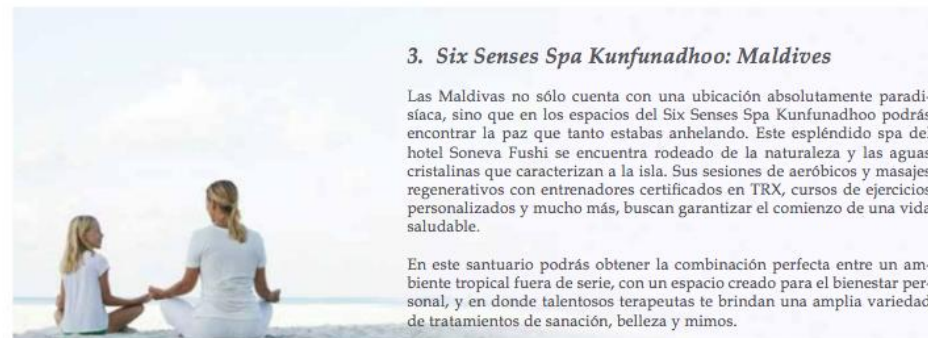 3. Six Senses Spa Kunfunadhoo: Maldives
Las Maldivas no sólo cuenta con una ubicación absolutamente paradi-
síaca, sino que en los espacios del Six Senses Spa Kunfunadhoo podrás
encontrar la paz que tanto estabas anhelando. Este espléndido spa del
hotel Soneva Fushi se encuentra rodeado de la naturaleza y las aguas
cristalinas que caracterizan a la isla. Sus sesiones de aeróbicos y masajes
regenerativos con entrenadores certificados en TRX, cursos de ejercicios
personalizados y mucho más, buscan garantizar el comienzo de una vida
saludable.
En este santuario podrás obtener la combinación perfecta entre un am-
biente tropical fuera de serie, con un espacio creado para el bienestar per-
sonal, y en donde talentosos terapeutas te brindan una amplia variedad
de tratamientos de sanación, belleza y mimos.